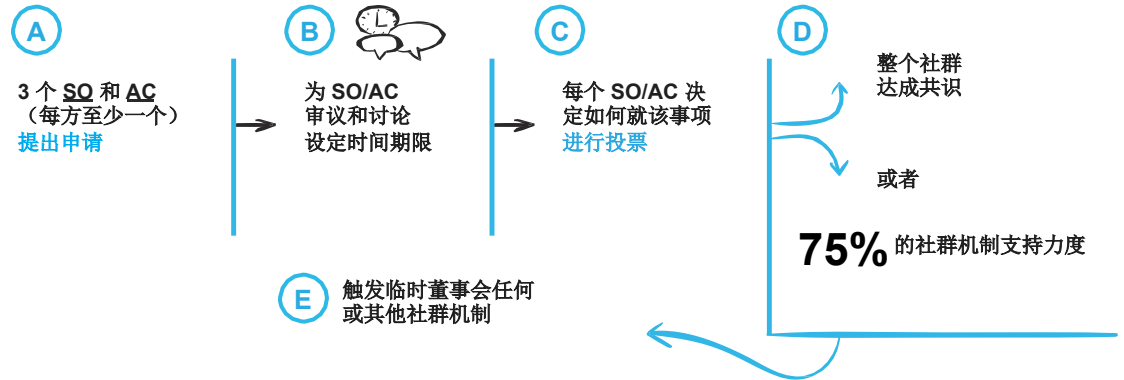 A
3 个 SO 和 AC
（每方至少一个）
提出申请
B
为 SO/AC
审议和讨论
设定时间期限
C
每个 SO/AC 决
定如何就该事项
进行投票
D
整个社群
达成共识
或者
75% 的社群机制支持力度
E
触发临时董事会任何
或其他社群机制